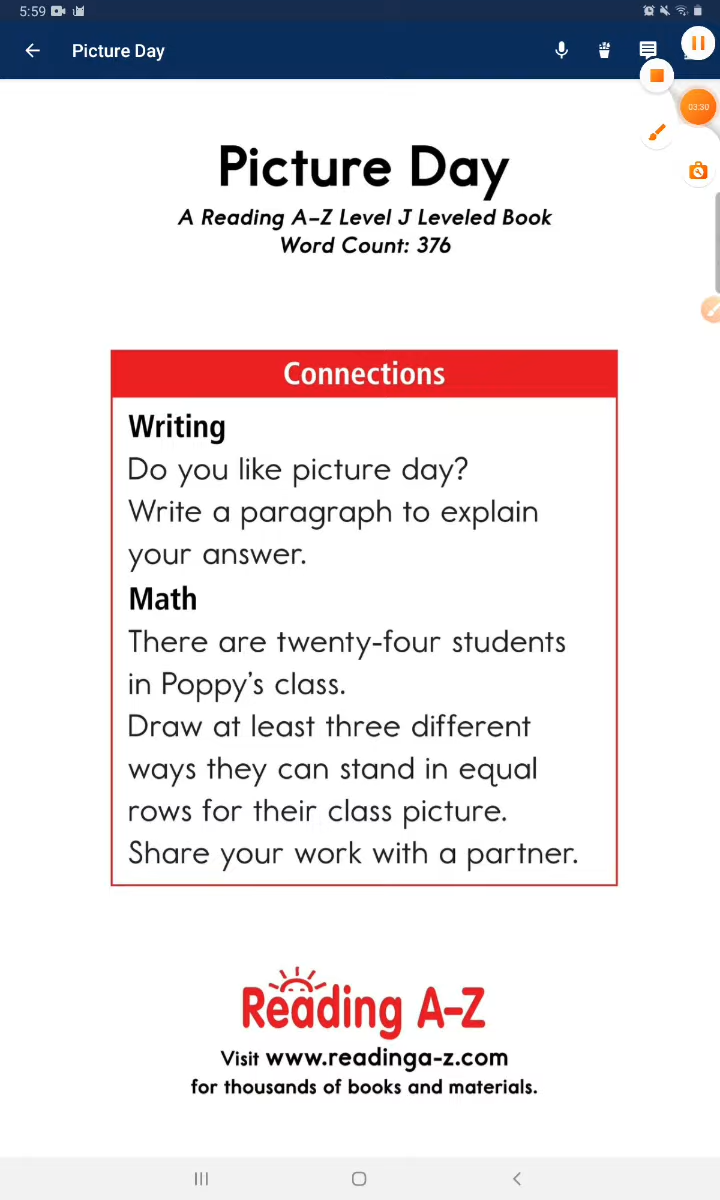 5:59
Picture Day
03:30
Picture Day
A Reading A–Z Level J Leveled Book
Word Count: 376
Connections
Writing
Do you like picture day?
Write a paragraph to explain
your answer.
Math
There are twenty-four students
in Poppy's class.
Draw at least three different
ways they can stand in equal
rows for their class picture.
Share your work with a partner.
Reading A-Z
Visit www.readinga-z.com
for thousands of books and materials.